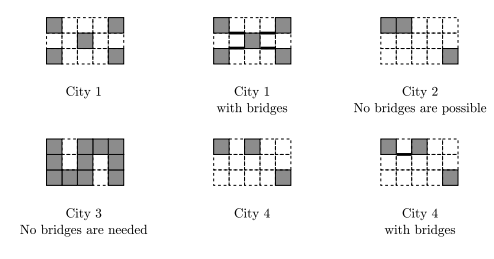 City 1
City 1
with bridges
City 2
No bridges are possible
City 3
No bridges are needed
City 4
City 4
with bridges